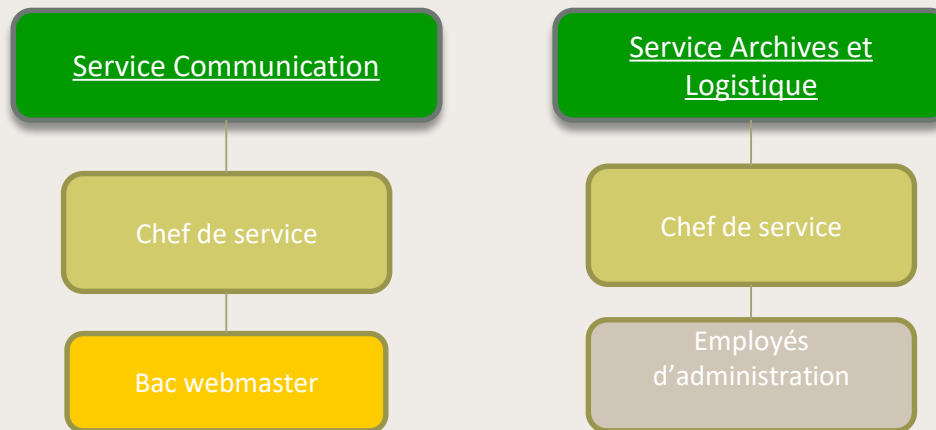 Service Communication
Chef de service
Bac webmaster
Service Archives et
Logistique
Chef de service
Employés
d’administration